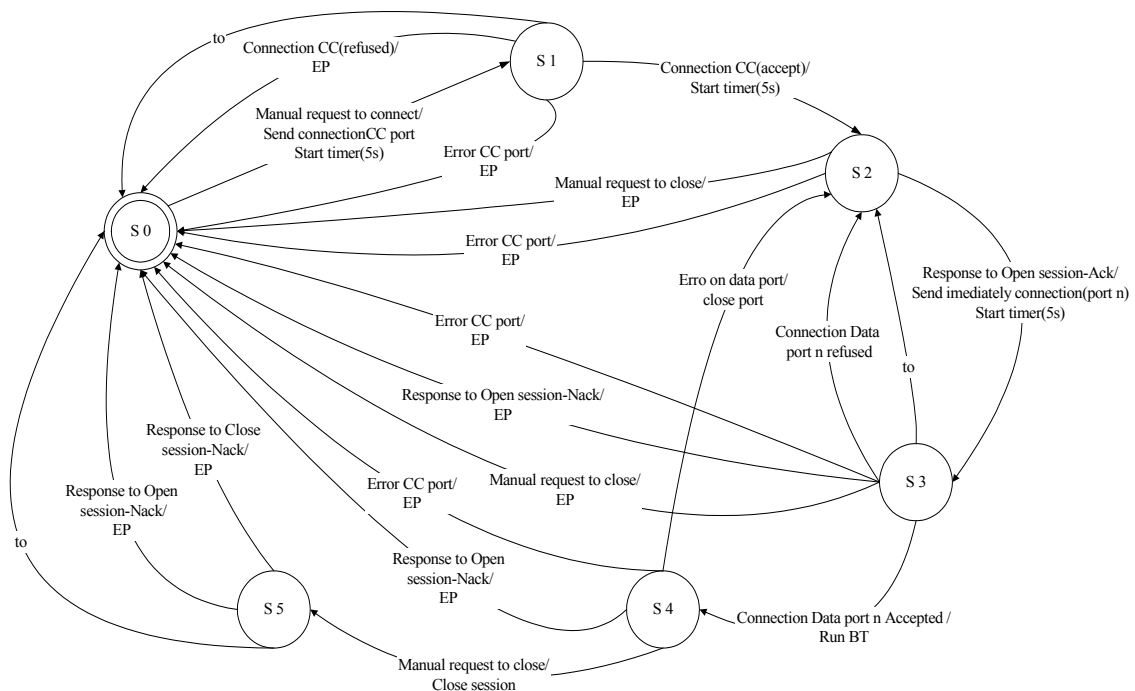 to
Connection CC(refused)/
EP
S 1
Connection CC(accept)/
Start timer(5s)
Manual request to connect/
Send connectionCC port
Start timer(5s)
Error CC port/
EP
S 2
Manual request to close/
EP
S 0
Error CC port/
EP
Erro on data port/
close port
Response to Open session-Ack/
Send imediately connection(port n)
Start timer(5s)
Error CC port/
EP
Connection Data
port n refused
to
Response to Open session-Nack/
EP
Response to Close
session-Nack/
EP
Error CC port/
EP
Manual request to close/
EP
S 3
Response to Open
session-Nack/
EP
to
Response to Open
session-Nack/
EP
S 5
S 4
Connection Data port n Accepted /
Run BT
Manual request to close/
Close session